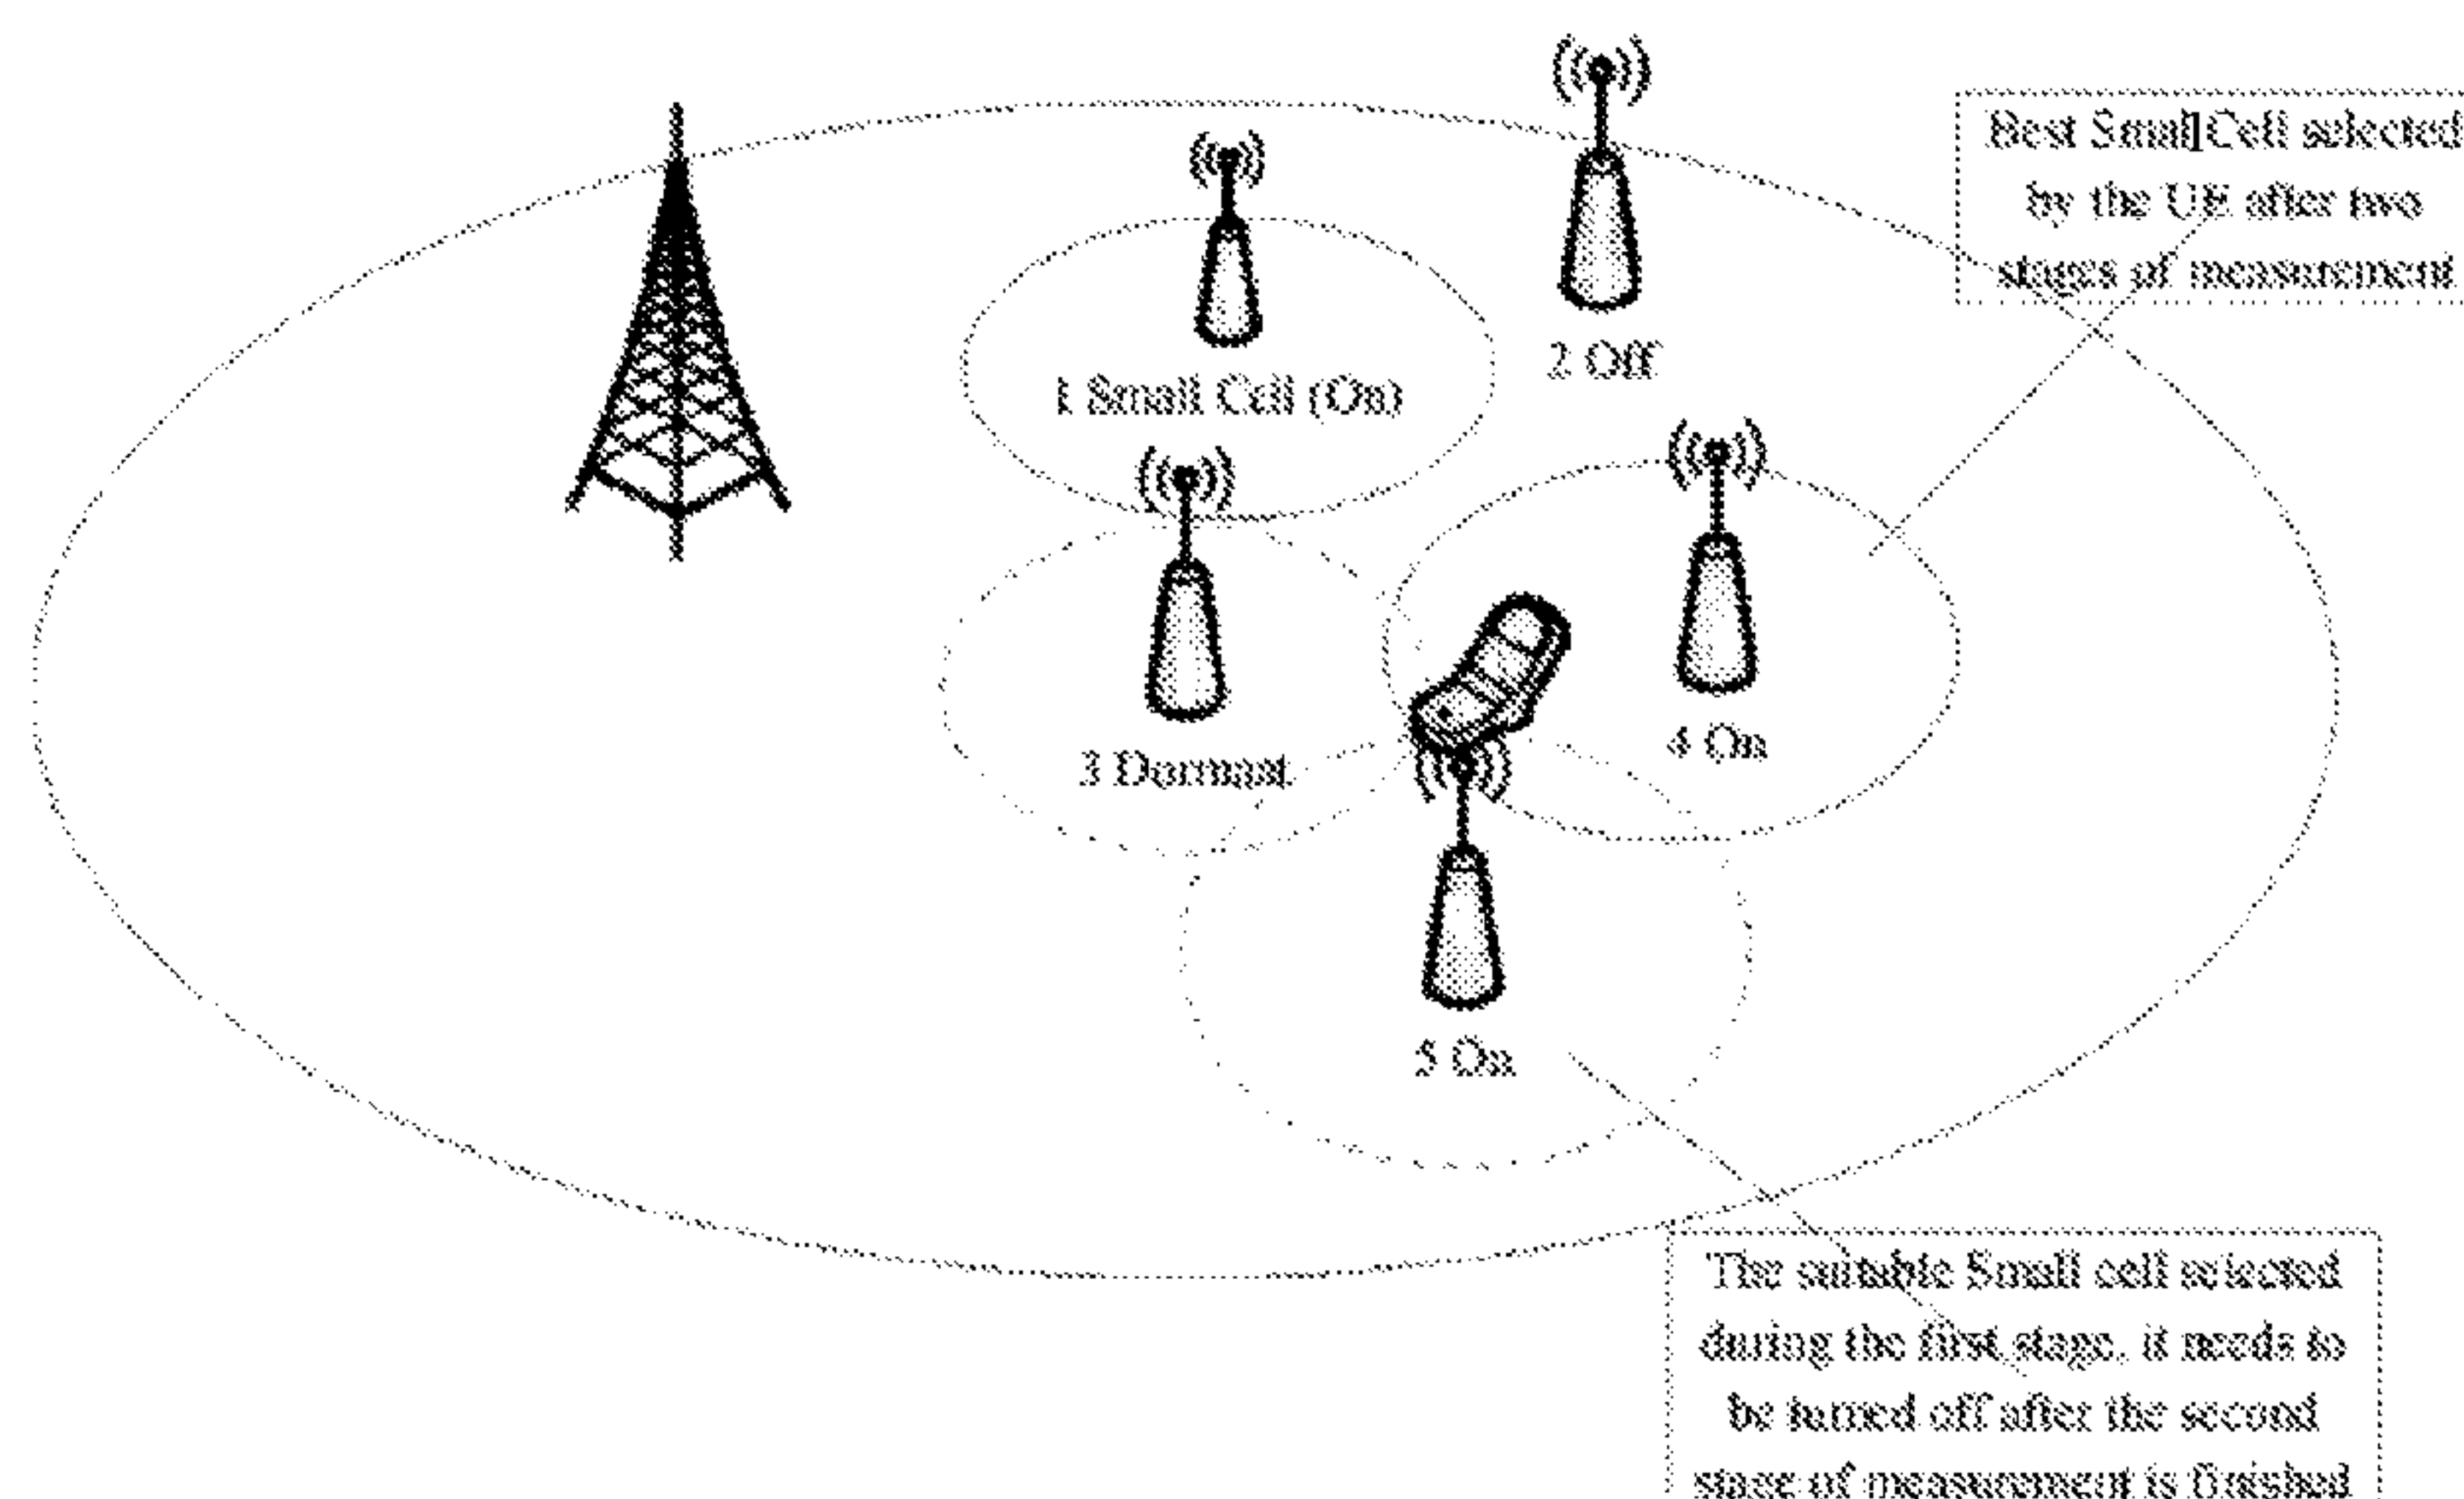 Best Small Cell selected
by the UE after two
stages of measurement
2 Off
1 Small Cell (On)
4 On
3 Dormant
5 On
The suitable Small cell selected
during the first stage, it needs to
be turned off after the second
stage of measurement is finished